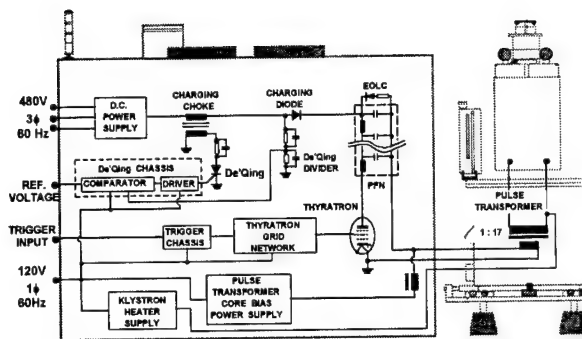 480V
3ϕ
60 Hz
D.C.
POWER
SUPPLY
CHARGING
CHOKE
CHARGING
DIODE
EOLC
De'Qing CHASSIS
COMPARATOR
DRIVER
De'Qing
De'Qing
DIVIDER
PFN
REF.
VOLTAGE
THYRATRON
PULSE
TRANSFORMER
1 : 17
TRIGGER
INPUT
TRIGGER
CHASSIS
THYRATRON
GRID
NETWORK
120V
1ϕ
60Hz
KLYSTRON
HEATER
SUPPLY
PULSE
TRANSFORMER
CORE BIAS
POWER SUPPLY